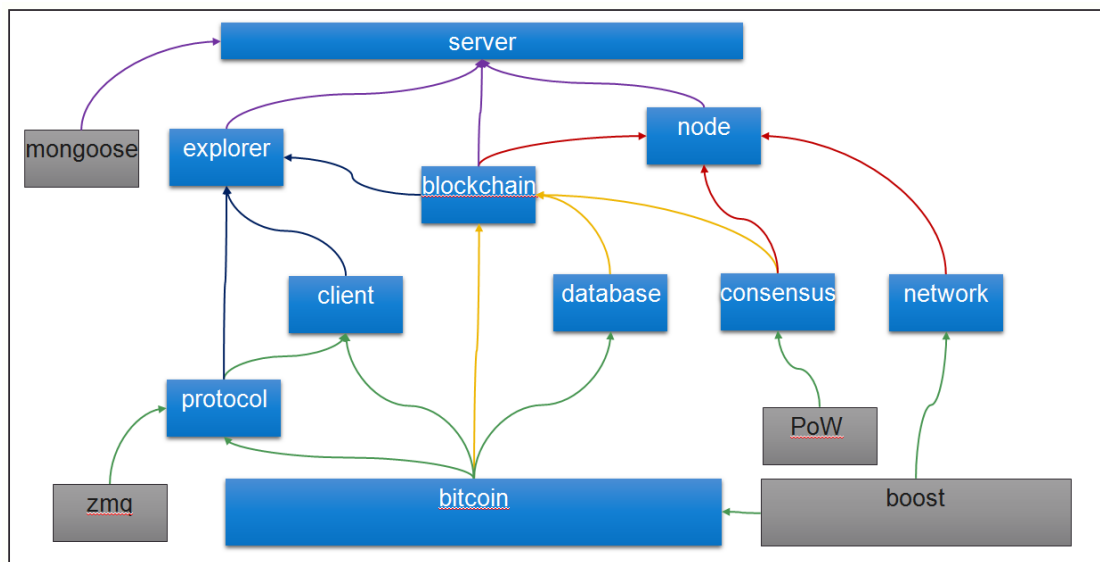 server
node
mongoose
explorer
blockchain
client
database
consensus
network
protocol
PoW
zmq
bitcoin
boost